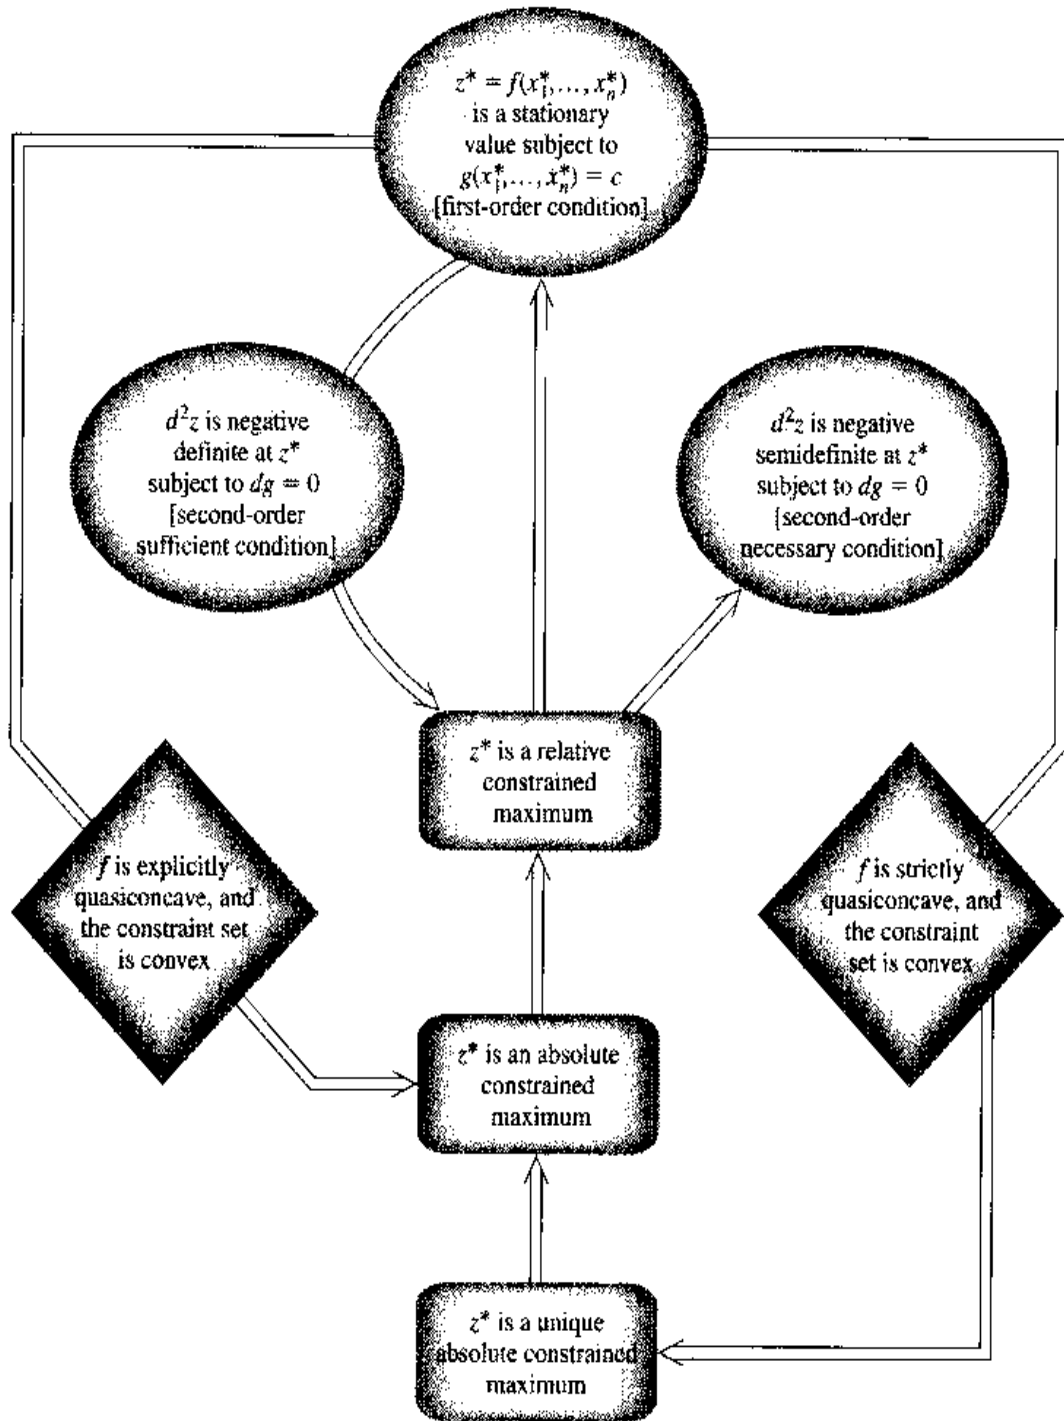 z* = f(x₁*,..., xₙ*)
is a stationary
value subject to
g(x₁*,..., xₙ*) = c
[first-order condition]
d²z is negative
definite at z*
subject to dg = 0
[second-order
sufficient condition]
d²z is negative
semidefinite at z*
subject to dg = 0
[second-order
necessary condition]
z* is a relative
constrained
maximum
f is explicitly
quasiconcave, and
the constraint set
is convex
f is strictly
quasiconcave, and
the constraint
set is convex
z* is an absolute
constrained
maximum
z* is a unique
absolute constrained
maximum